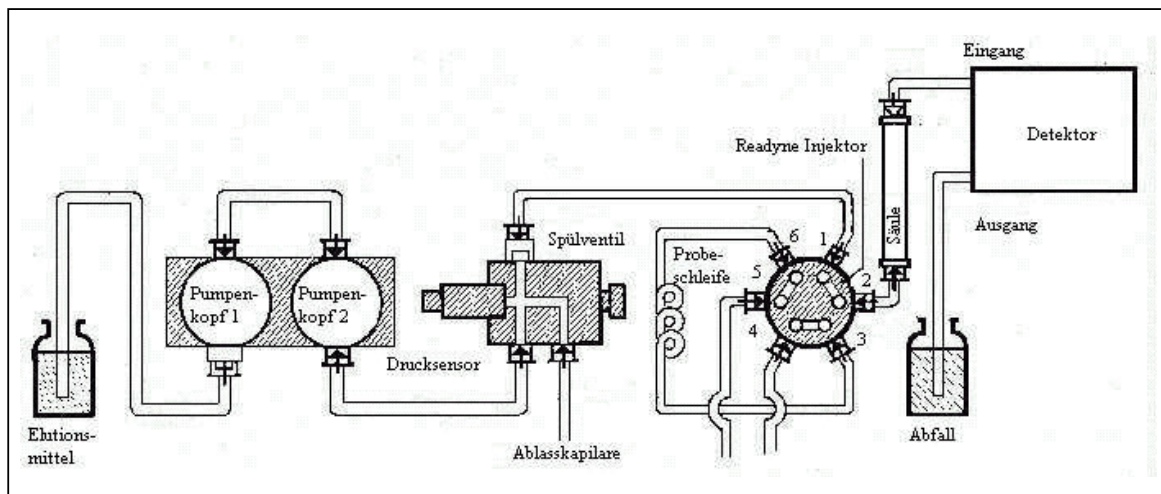 Eingang
Detektor
Readyne Injektor
Ausgang
Säule
Spülventil
6
1
Probe-
schleife
5
2
4
3
Pumpen-
kopf 1
Pumpen-
kopf 2
Drucksensor
Elutions-
mittel
Ablasskapilare
Abfall